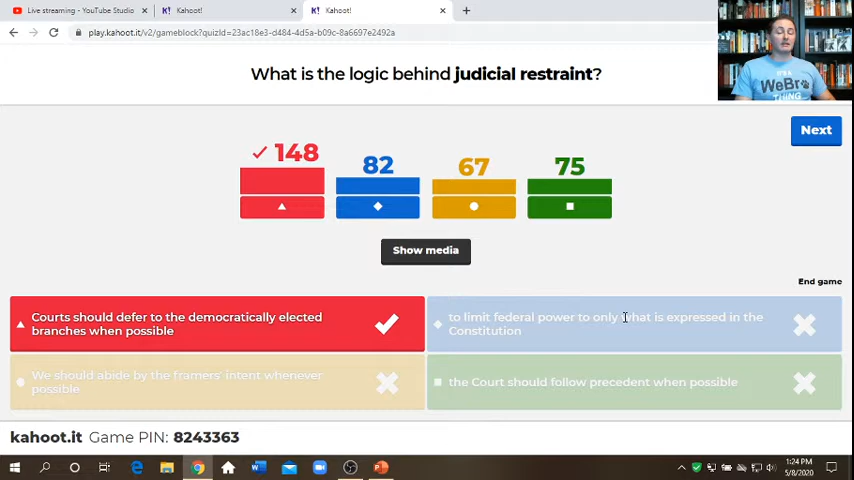 Live streaming - YouTube Studio
Kahoot!
Kahoot!
play.kahoot.it/v2/gameblock?quizId=23ac18e3-d484-4d5a-b09c-8a6697e2492a
What is the logic behind judicial restraint?
IT'S A
WeBro
THING
Next
148
82
67
75
Show media
End game
Courts should defer to the democratically elected
branches when possible
to limit federal power to only what is expressed in the
Constitution
We should abide by the framers' intent whenever
possible
the Court should follow precedent when possible
kahoot.it Game PIN: 8243363
1:24 PM
5/8/2020